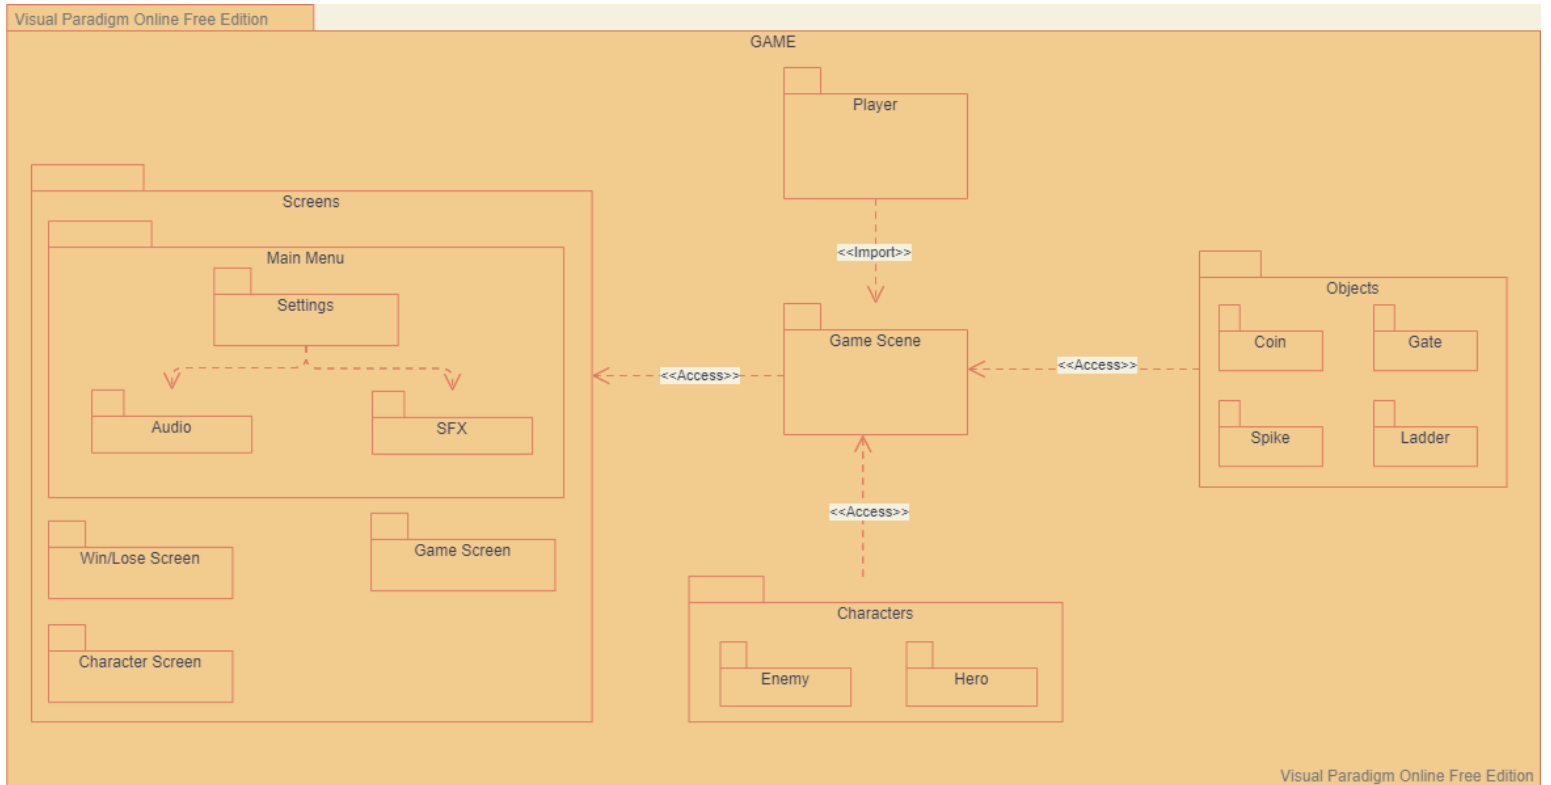 Visual Paradigm Online Free Edition
GAME
Player
<<Import>>
Screens
Main Menu
Settings
Audio
SFX
Win/Lose Screen
Game Screen
Character Screen
<<Access>>
Game Scene
<<Access>>
Objects
Coin
Gate
Spike
Ladder
<<Access>>
Characters
Enemy
Hero
Visual Paradigm Online Free Edition